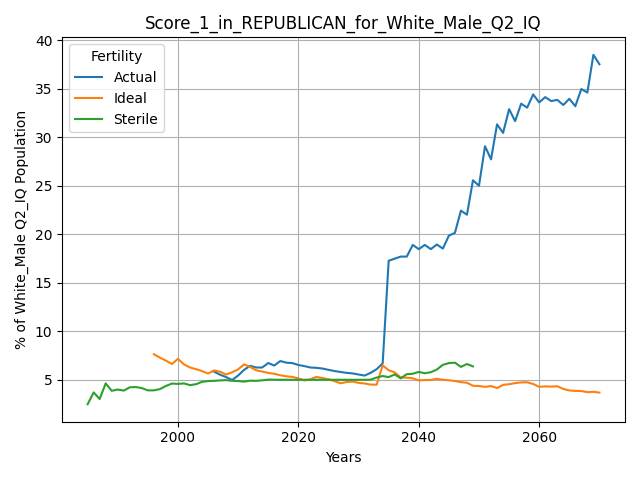 Score_1_in_REPUBLICAN_for_White_Male_Q2_IQ
Fertility
Actual
Ideal
Sterile
% of White_Male Q2_IQ Population
40
35
30
25
20
15
10
5
2000
2020
2040
2060
Years